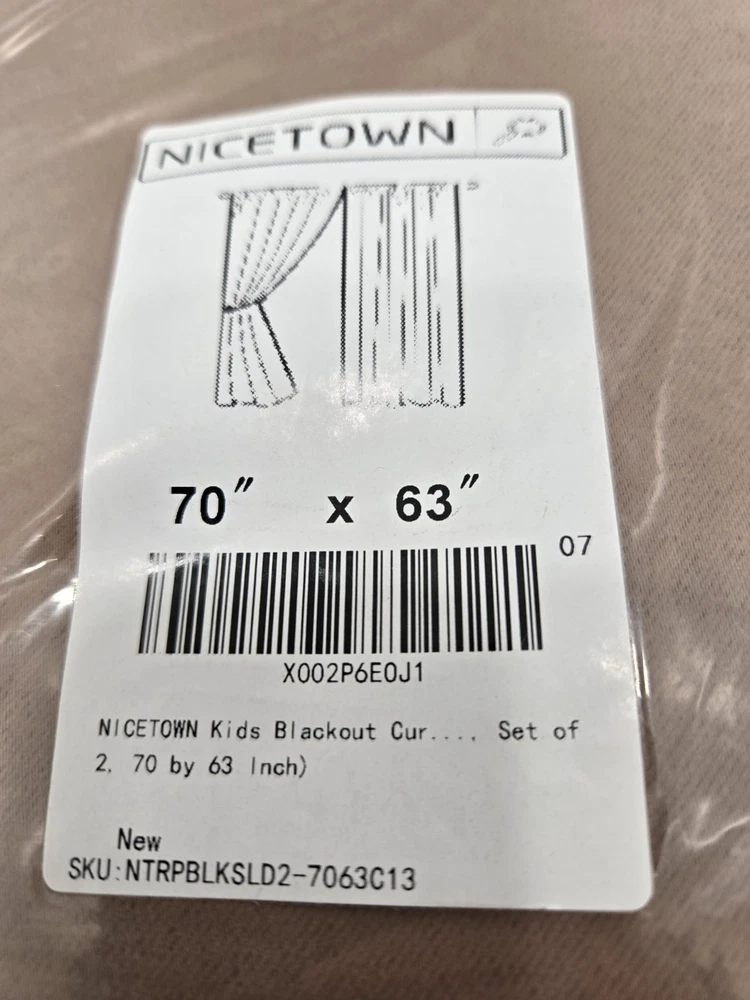 NICETOWN
70" x 63"
07
X002P6E0J1
NICETOWN Kids Blackout Cur...., Set of
2, 70 by 63 Inch)
New
SKU:NTRPBLKSLD2-7063C13